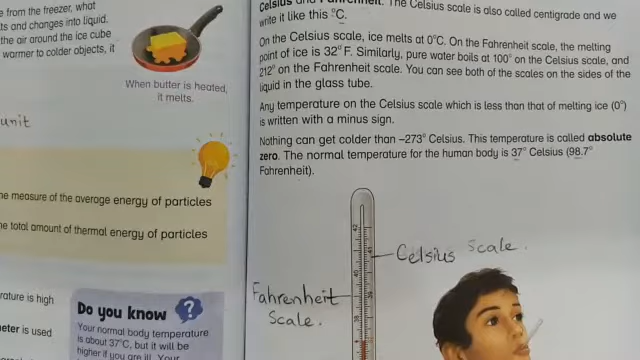 e from the freezer, what
ts and changes into liquid.
the air around the ice cube
warmer to colder objects, it
When butter is heated,
it melts.
unit
he measure of the average energy of particles
he total amount of thermal energy of particles
rature is high
eter is used
Do you know
?
Your normal body temperature
is about 37°C, but it will be
higher if you are ill. Your
Celsius and Fahrenheit. The Celsius scale is also called centigrade and we
write it like this °C.
On the Celsius scale, ice melts at 0°C. On the Fahrenheit scale, the melting
point of ice is 32° F. Similarly, pure water boils at 100° on the Celsius scale, and
212° on the Fahrenheit scale. You can see both of the scales on the sides of the
liquid in the glass tube.
Any temperature on the Celsius scale which is less than that of melting ice (0°)
is written with a minus sign.
Nothing can get colder than –273° Celsius. This temperature is called absolute
zero. The normal temperature for the human body is 37° Celsius (98.7°
Fahrenheit).
42
40
Celsius Scale.
Fahrenheit
Scale.